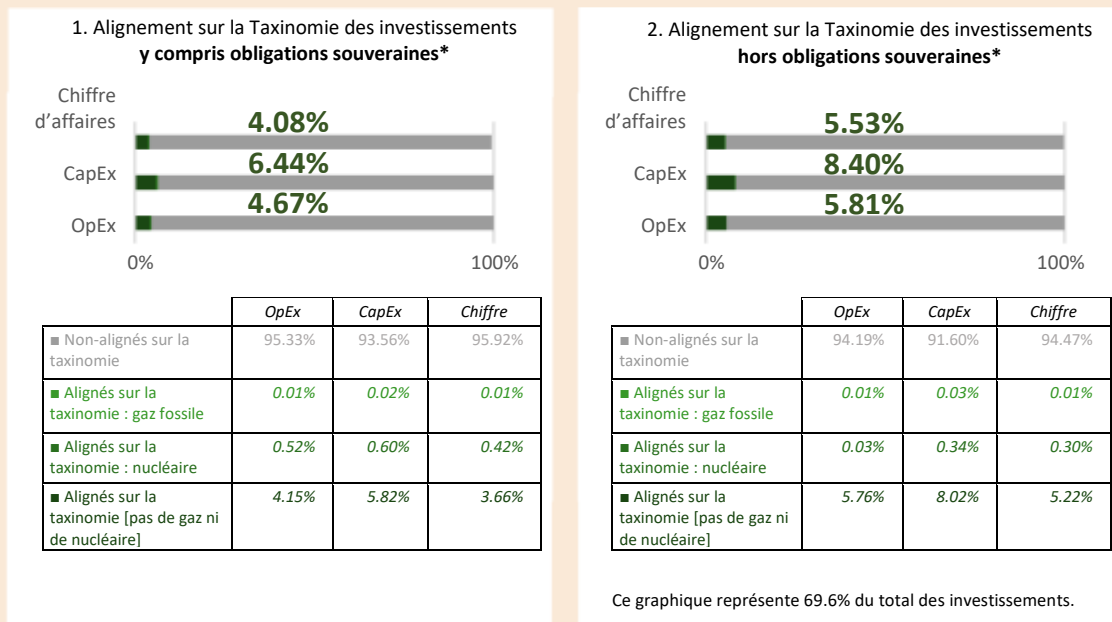 1. Alignement sur la Taxinomie des investissements
y compris obligations souveraines*
Chiffre
d'affaires
4.08%
CapEx
6.44%
OpEx
4.67%
0%
100%
OpEx CapEx Chiffre
■ Non-alignés sur la
taxinomie
95.33% 93.56% 95.92%
■ Alignés sur la
taxinomie : gaz fossile
0.01% 0.02% 0.01%
■ Alignés sur la
taxinomie : nucléaire
0.52% 0.60% 0.42%
■ Alignés sur la
taxinomie [pas de gaz ni
de nucléaire]
4.15% 5.82% 3.66%
2. Alignement sur la Taxinomie des investissements
hors obligations souveraines*
Chiffre
d'affaires
5.53%
CapEx
8.40%
OpEx
5.81%
0%
100%
OpEx CapEx Chiffre
■ Non-alignés sur la
taxinomie
94.19% 91.60% 94.47%
■ Alignés sur la
taxinomie : gaz fossile
0.01% 0.03% 0.01%
■ Alignés sur la
taxinomie : nucléaire
0.03% 0.34% 0.30%
■ Alignés sur la
taxinomie [pas de gaz ni
de nucléaire]
5.76% 8.02% 5.22%
Ce graphique représente 69.6% du total des investissements.